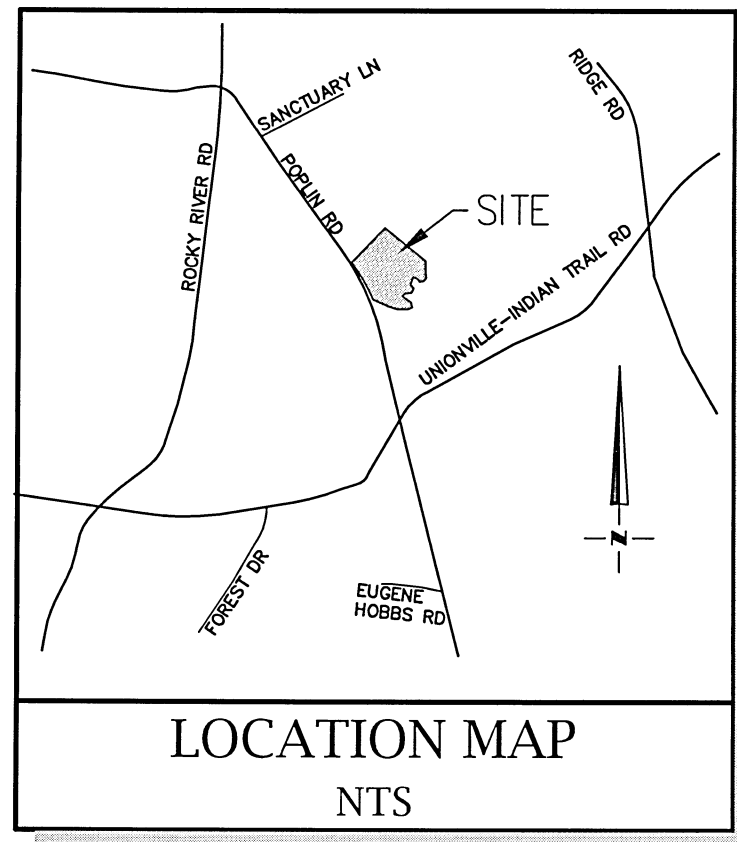 SANCTUARY LN
RIDGE RD
ROCKY RIVER RD
POPLIN RD
SITE
UNIONVILLE-INDIAN TRAIL RD
N
FOREST DR
EUGENE
HOBBS RD
LOCATION MAP
NTS